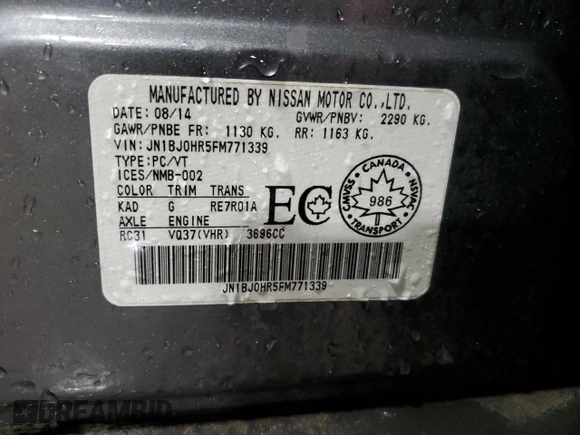 MANUFACTURED BY NISSAN MOTOR CO.,LTD.
DATE: 08/14 GVWR/PNBV: 2290 KG.
GAWR/PNBE FR: 1130 KG. RR: 1163 KG.
VIN: JN1BJ0HR5FM771339
TYPE: PC/VT
ICES/NMB-002
COLOR TRIM TRANS
KAD G RE7R01A
AXLE ENGINE
RC31 VQ37(VHR) 3696CC
EC
CANADA
CMVSS NSVAC
986
TRANSPORT
JN1BJ0HR5FM771339
DREAMBID